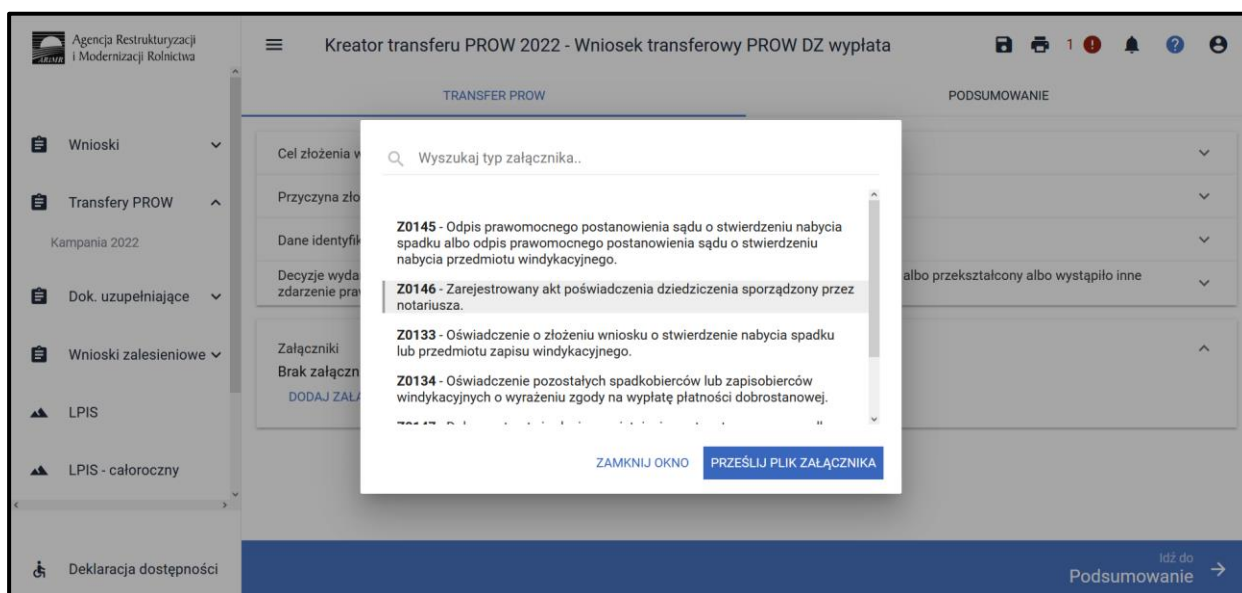 Agencja Restrukturyzacji
i Modernizacji Rolnictwa
ARiMR
Kreator transferu PROW 2022 - Wniosek transferowy PROW DZ wypłata
1
TRANSFER PROW
PODSUMOWANIE
Wnioski
Transfery PROW
Kampania 2022
Dok. uzupełniające
Wnioski zalesieniowe
LPIS
LPIS - całoroczny
Deklaracja dostępności
Cel złożenia w
Przyczyna zło
Dane identyfik
Decyzje wyda
albo przekształcony albo wystąpiło inne
zdarzenie pra
Załączniki
Brak załączn
DODAJ ZAŁĄ
Wyszukaj typ załącznika..
Z0145 - Odpis prawomocnego postanowienia sądu o stwierdzeniu nabycia
spadku albo odpis prawomocnego postanowienia sądu o stwierdzeniu
nabycia przedmiotu windykacyjnego.
Z0146 - Zarejestrowany akt poświadczenia dziedziczenia sporządzony przez
notariusza.
Z0133 - Oświadczenie o złożeniu wniosku o stwierdzenie nabycia spadku
lub przedmiotu zapisu windykacyjnego.
Z0134 - Oświadczenie pozostałych spadkobierców lub zapisobierców
windykacyjnych o wyrażeniu zgody na wypłatę płatności dobrostanowej.
ZAMKNIJ OKNO
PRZEŚLIJ PLIK ZAŁĄCZNIKA
Idź do
Podsumowanie